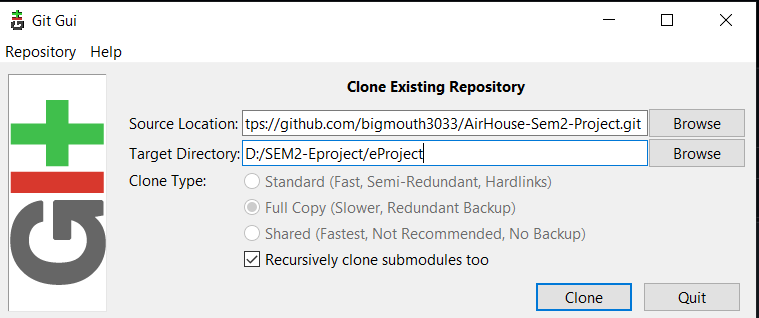 Git Gui
Repository Help
Clone Existing Repository
Source Location: tps://github.com/bigmouth3033/AirHouse-Sem2-Project.git Browse
Target Directory: D:/SEM2-Eproject/eProject Browse
Clone Type: Standard (Fast, Semi-Redundant, Hardlinks)
Full Copy (Slower, Redundant Backup)
Shared (Fastest, Not Recommended, No Backup)
Recursively clone submodules too
Clone Quit
Git